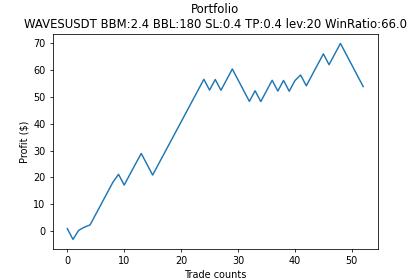 Portfolio
WAVESUSDT BBM:2.4 BBL:180 SL:0.4 TP:0.4 lev:20 WinRatio:66.0
70
60
50
40
30
20
10
0
Profit ($)
0 10 20 30 40 50
Trade counts